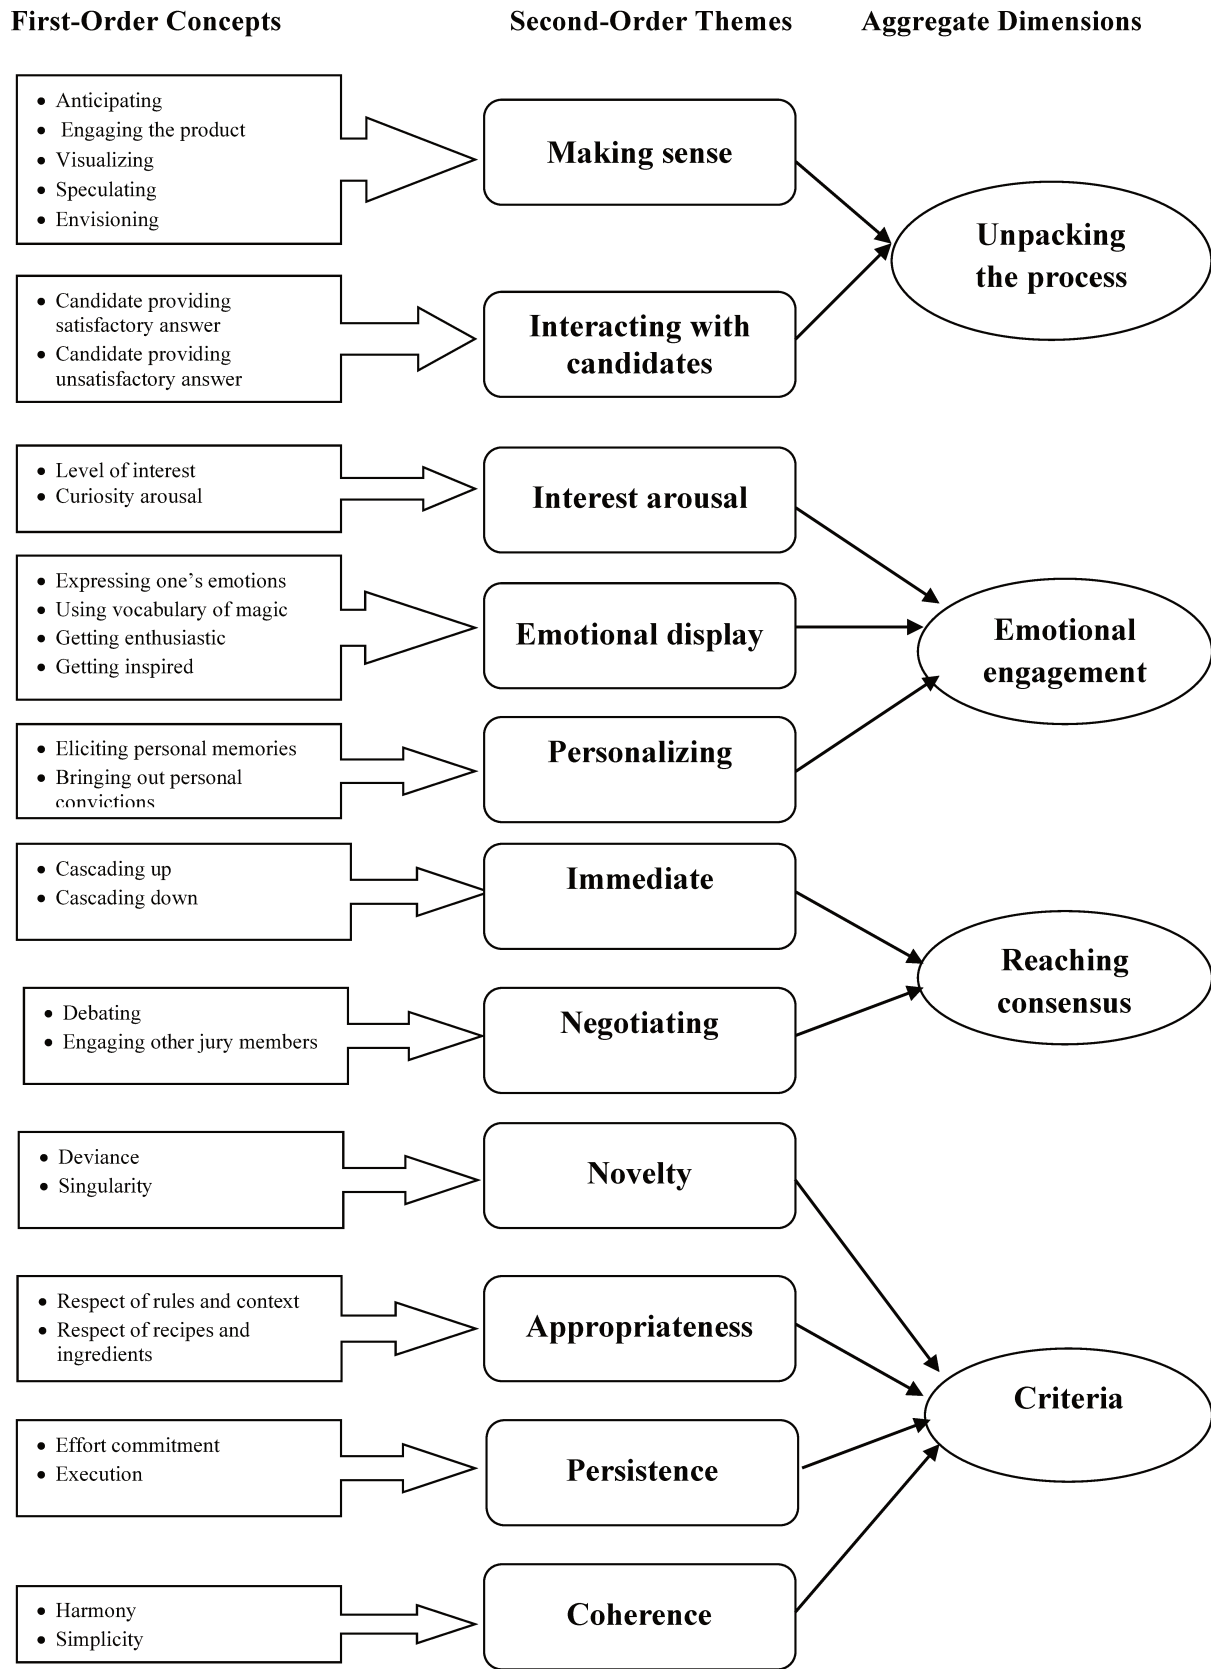 First-Order Concepts
Second-Order Themes
Aggregate Dimensions
• Anticipating
• Engaging the product
• Visualizing
• Speculating
• Envisioning
Making sense
Unpacking
the process
• Candidate providing
satisfactory answer
• Candidate providing
unsatisfactory answer
Interacting with
candidates
• Level of interest
• Curiosity arousal
Interest arousal
• Expressing one’s emotions
• Using vocabulary of magic
• Getting enthusiastic
• Getting inspired
Emotional display
Emotional
engagement
• Eliciting personal memories
• Bringing out personal
convictions
Personalizing
• Cascading up
• Cascading down
Immediate
Reaching
consensus
• Debating
• Engaging other jury members
Negotiating
• Deviance
• Singularity
Novelty
• Respect of rules and context
• Respect of recipes and
ingredients
Appropriateness
Criteria
• Effort commitment
• Execution
Persistence
• Harmony
• Simplicity
Coherence